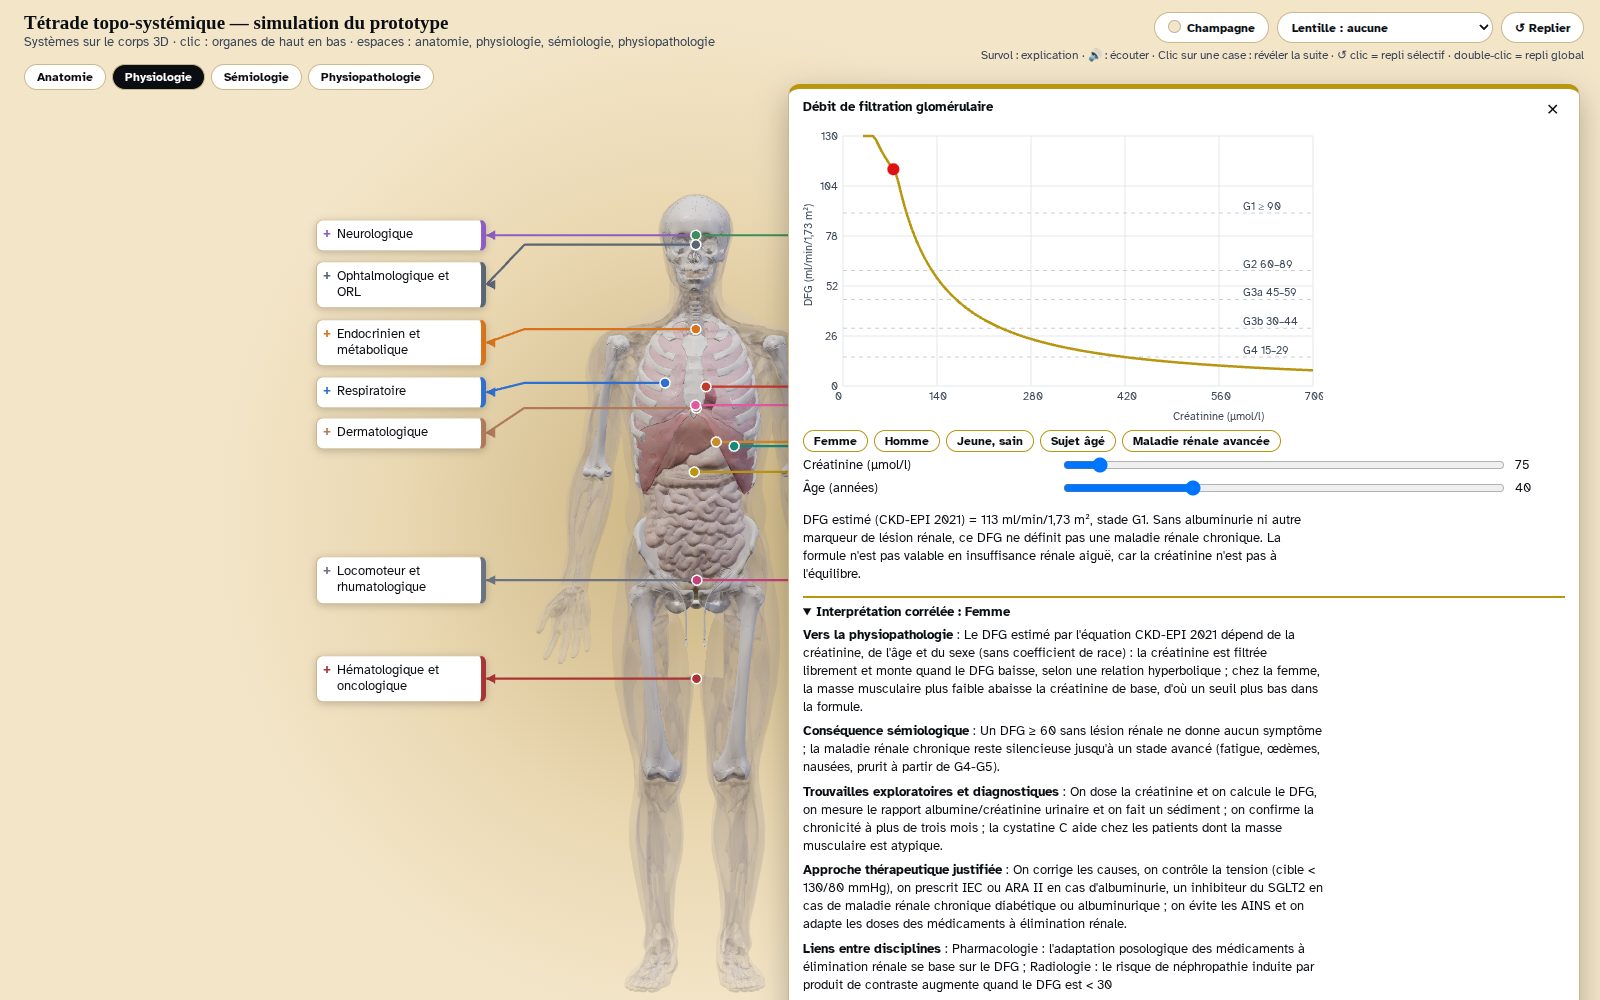 Tétrade topo-systémique — simulation du prototype
Systèmes sur le corps 3D · clic : organes de haut en bas · espaces : anatomie, physiologie, sémiologie, physiopathologie
Champagne
Lentille : aucune
↺ Replier
Survol : explication · 🔊 : écouter · Clic sur une case : révéler la suite · ↺ clic = repli sélectif · double-clic = repli global
Anatomie
Physiologie
Sémiologie
Physiopathologie
+ Neurologique
+ Ophtalmologique et
ORL
+ Endocrinien et
métabolique
+ Respiratoire
+ Dermatologique
+ Locomoteur et
rhumatologique
+ Hématologique et
oncologique
Débit de filtration glomérulaire
✕
130
104
78
52
26
0
DFG (ml/min/1,73 m²)
G1 ≥ 90
G2 60–89
G3a 45–59
G3b 30–44
G4 15–29
0
140
280
420
560
700
Créatinine (µmol/l)
Femme
Homme
Jeune, sain
Sujet âgé
Maladie rénale avancée
Créatinine (µmol/l) 75
Âge (années) 40
DFG estimé (CKD-EPI 2021) = 113 ml/min/1,73 m², stade G1. Sans albuminurie ni autre
marqueur de lésion rénale, ce DFG ne définit pas une maladie rénale chronique. La
formule n'est pas valable en insuffisance rénale aiguë, car la créatinine n'est pas à
l'équilibre.
▼ Interprétation corrélée : Femme
Vers la physiopathologie : Le DFG estimé par l'équation CKD-EPI 2021 dépend de la
créatinine, de l'âge et du sexe (sans coefficient de race) : la créatinine est filtrée
librement et monte quand le DFG baisse, selon une relation hyperbolique ; chez la femme,
la masse musculaire plus faible abaisse la créatinine de base, d'où un seuil plus bas dans
la formule.
Conséquence sémiologique : Un DFG ≥ 60 sans lésion rénale ne donne aucun symptôme
; la maladie rénale chronique reste silencieuse jusqu'à un stade avancé (fatigue, œdèmes,
nausées, prurit à partir de G4-G5).
Trouvailles exploratoires et diagnostiques : On dose la créatinine et on calcule le DFG,
on mesure le rapport albumine/créatinine urinaire et on fait un sédiment ; on confirme la
chronicité à plus de trois mois ; la cystatine C aide chez les patients dont la masse
musculaire est atypique.
Approche thérapeutique justifiée : On corrige les causes, on contrôle la tension (cible <
130/80 mmHg), on prescrit IEC ou ARA II en cas d'albuminurie, un inhibiteur du SGLT2 en
cas de maladie rénale chronique diabétique ou albuminurique ; on évite les AINS et on
adapte les doses des médicaments à élimination rénale.
Liens entre disciplines : Pharmacologie : l'adaptation posologique des médicaments à
élimination rénale se base sur le DFG ; Radiologie : le risque de néphropathie induite par
produit de contraste augmente quand le DFG est < 30